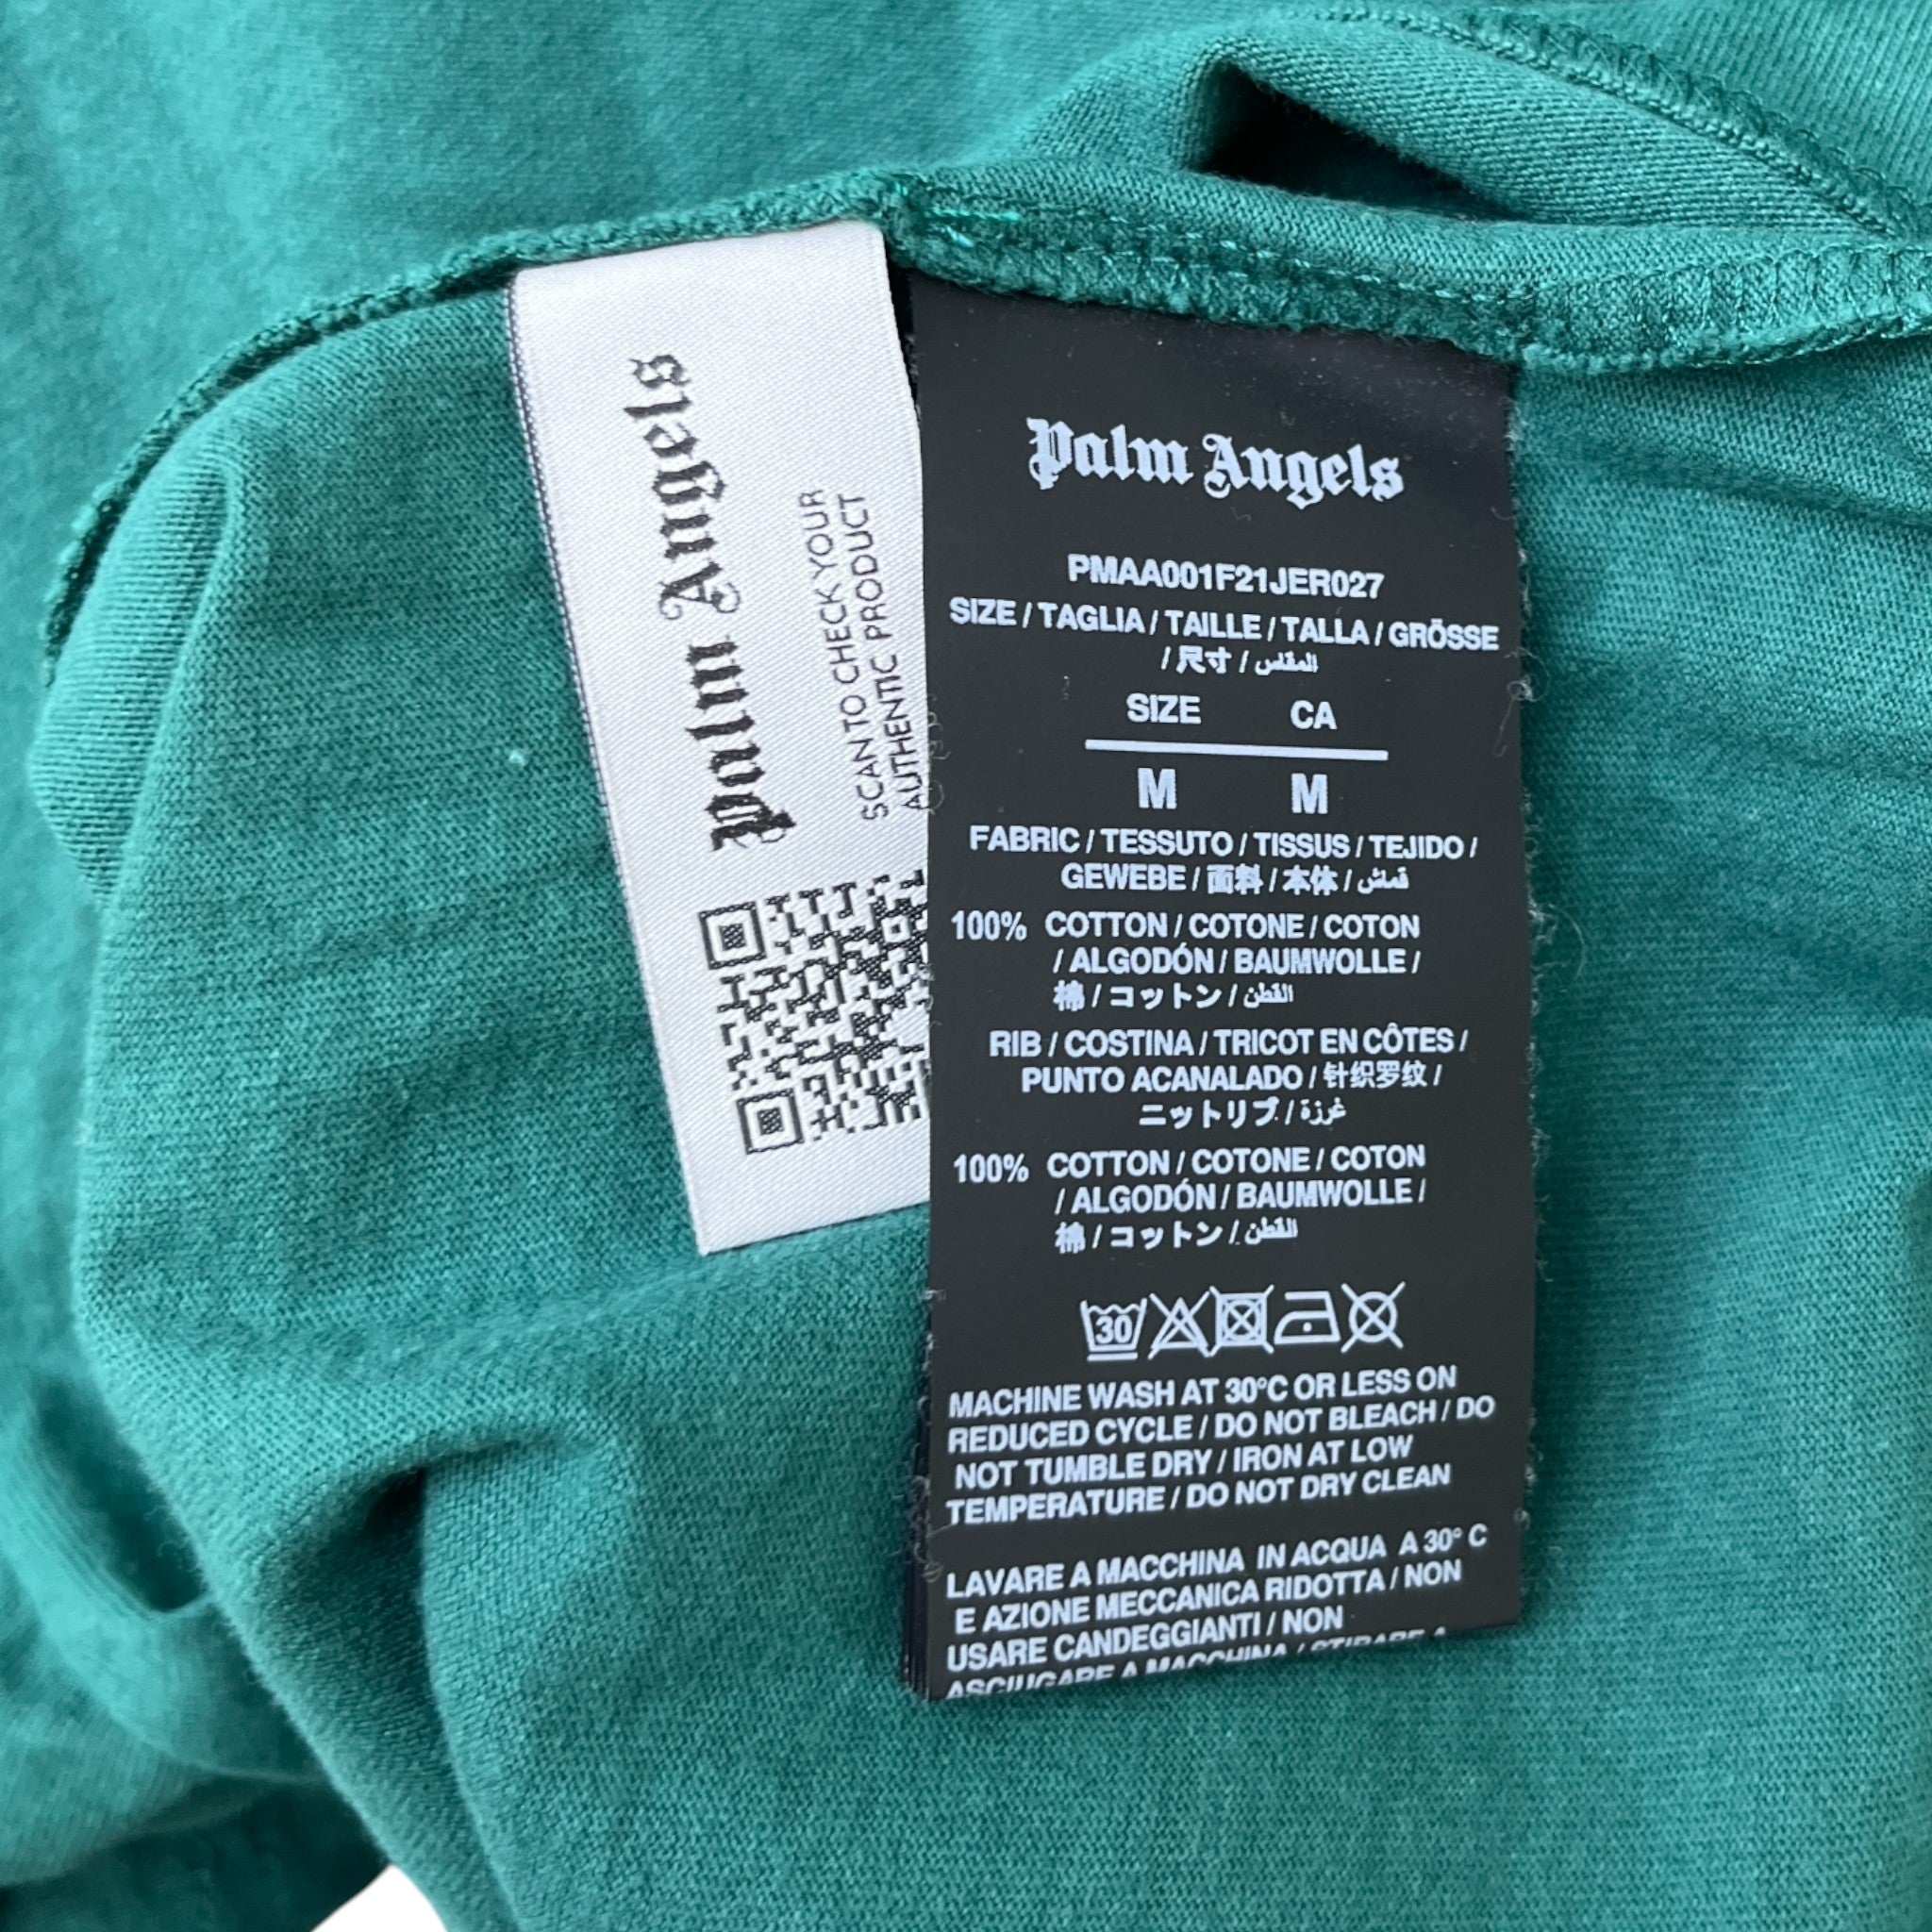 Palm Angels
SCAN TO CHECK YOUR
AUTHENTIC PRODUCT
Palm Angels
PMAA001F21JER027
SIZE / TAGLIA / TAILLE / TALLA / GRÖSSE
/ 尺寸 / المقاس
SIZE CA
M M
FABRIC / TESSUTO / TISSUS / TEJIDO /
GEWEBE / 面料 / 本体 / قماش
100% COTTON / COTONE / COTON
/ ALGODÓN / BAUMWOLLE /
棉 / コットン / القطن
RIB / COSTINA / TRICOT EN CÔTES /
PUNTO ACANALADO / 针织罗纹 /
ニットリブ / غرزة
100% COTTON / COTONE / COTON
/ ALGODÓN / BAUMWOLLE /
棉 / コットン / القطن
30
MACHINE WASH AT 30°C OR LESS ON
REDUCED CYCLE / DO NOT BLEACH / DO
NOT TUMBLE DRY / IRON AT LOW
TEMPERATURE / DO NOT DRY CLEAN
LAVARE A MACCHINA IN ACQUA A 30° C
E AZIONE MECCANICA RIDOTTA / NON
USARE CANDEGGIANTI / NON
ASCIUGARE A MACCHINA / STIRARE A